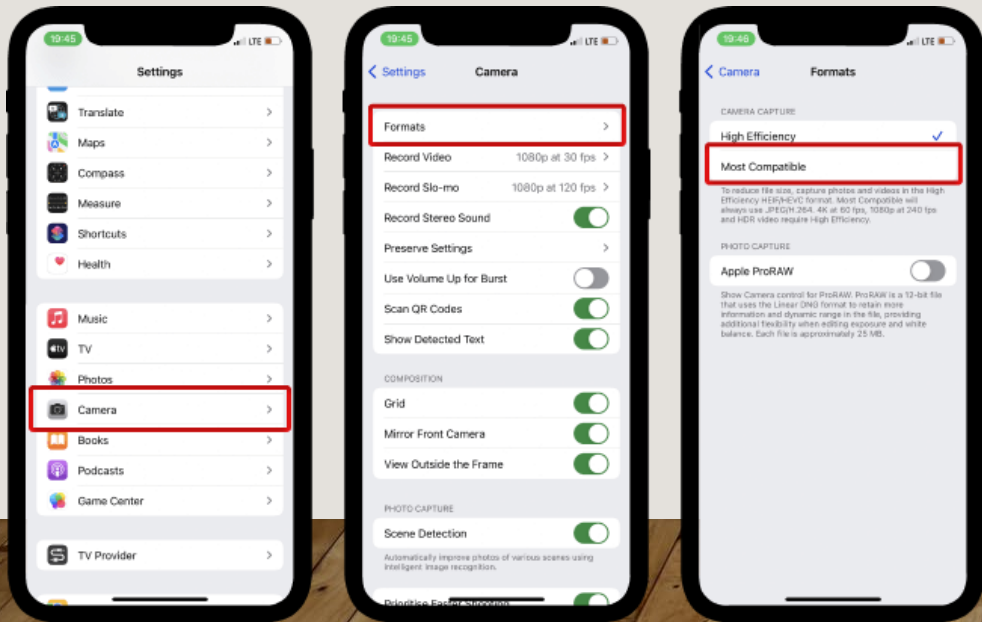 19:45
LTE
Settings
Translate
Maps
Compass
Measure
Shortcuts
Health
Music
tv
TV
Photos
Camera
Books
Podcasts
Game Center
TV Provider
19:45
LTE
Settings
Camera
Formats
Record Video 1080p at 30 fps
Record Slo-mo 1080p at 120 fps
Record Stereo Sound
Preserve Settings
Use Volume Up for Burst
Scan QR Codes
Show Detected Text
COMPOSITION
Grid
Mirror Front Camera
View Outside the Frame
PHOTO CAPTURE
Scene Detection
Automatically improve photos of various scenes using
intelligent image recognition.
Prioritise Faster Shooting
19:46
LTE
Camera
Formats
CAMERA CAPTURE
High Efficiency
Most Compatible
To reduce file size, capture photos and videos in the High
Efficiency HEIF/HEVC format. Most Compatible will
always use JPEG/H.264. 4K at 60 fps, 1080p at 240 fps
and HDR video require High Efficiency.
PHOTO CAPTURE
Apple ProRAW
Show Camera control for ProRAW. ProRAW is a 12-bit file
that uses the Linear DNG format to retain more
information and dynamic range in the file, providing
additional flexibility when editing exposure and white
balance. Each file is approximately 25 MB.